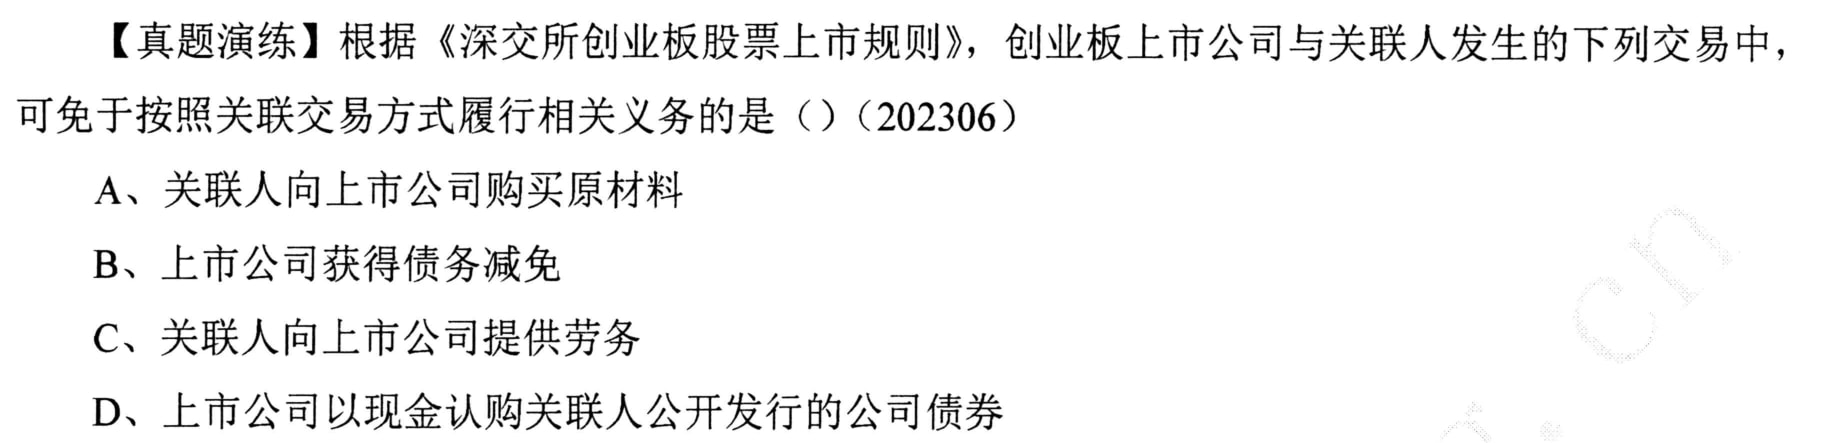 【真题演练】根据《深交所创业板股票上市规则》，创业板上市公司与关联人发生的下列交易中，
可免于按照关联交易方式履行相关义务的是（）（202306）
A、关联人向上市公司购买原材料
B、上市公司获得债务减免
C、关联人向上市公司提供劳务
D、上市公司以现金认购关联人公开发行的公司债券